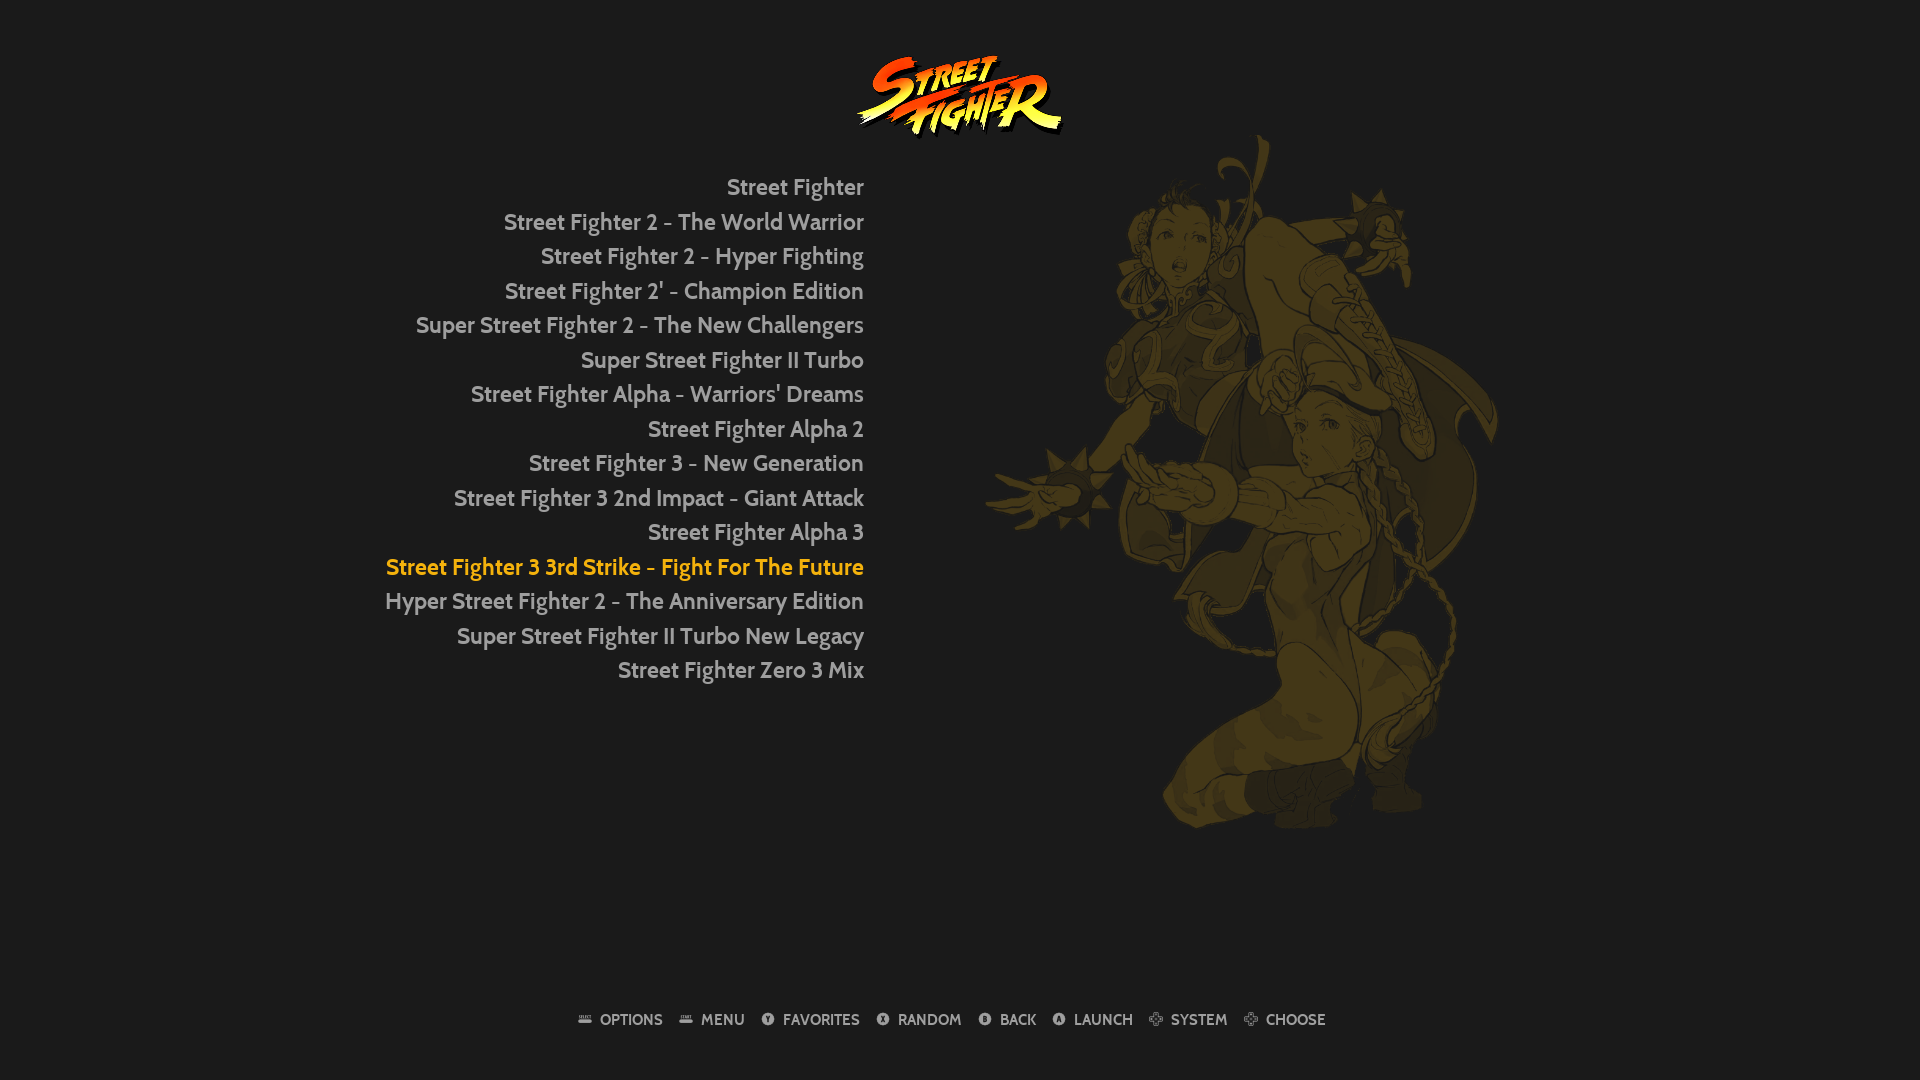 STREET
FIGHTER
Street Fighter
Street Fighter 2 - The World Warrior
Street Fighter 2 - Hyper Fighting
Street Fighter 2' - Champion Edition
Super Street Fighter 2 - The New Challengers
Super Street Fighter II Turbo
Street Fighter Alpha - Warriors' Dreams
Street Fighter Alpha 2
Street Fighter 3 - New Generation
Street Fighter 3 2nd Impact - Giant Attack
Street Fighter Alpha 3
Street Fighter 3 3rd Strike - Fight For The Future
Hyper Street Fighter 2 - The Anniversary Edition
Super Street Fighter II Turbo New Legacy
Street Fighter Zero 3 Mix
SELECT OPTIONS START MENU Y FAVORITES X RANDOM B BACK A LAUNCH SYSTEM CHOOSE